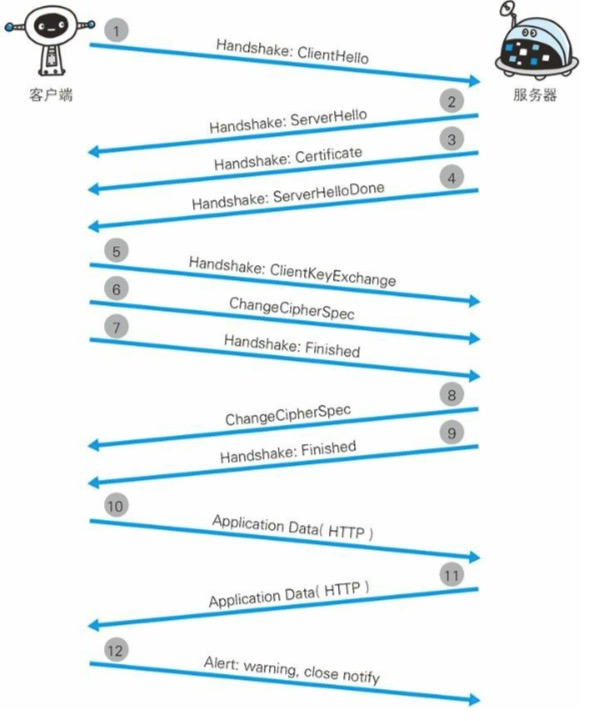 1
Handshake: ClientHello
客户端
服务器
2
Handshake: ServerHello
3
Handshake: Certificate
4
Handshake: ServerHelloDone
5
Handshake: ClientKeyExchange
6
ChangeCipherSpec
7
Handshake: Finished
8
ChangeCipherSpec
9
Handshake: Finished
10
Application Data( HTTP )
11
Application Data( HTTP )
12
Alert: warning, close notify